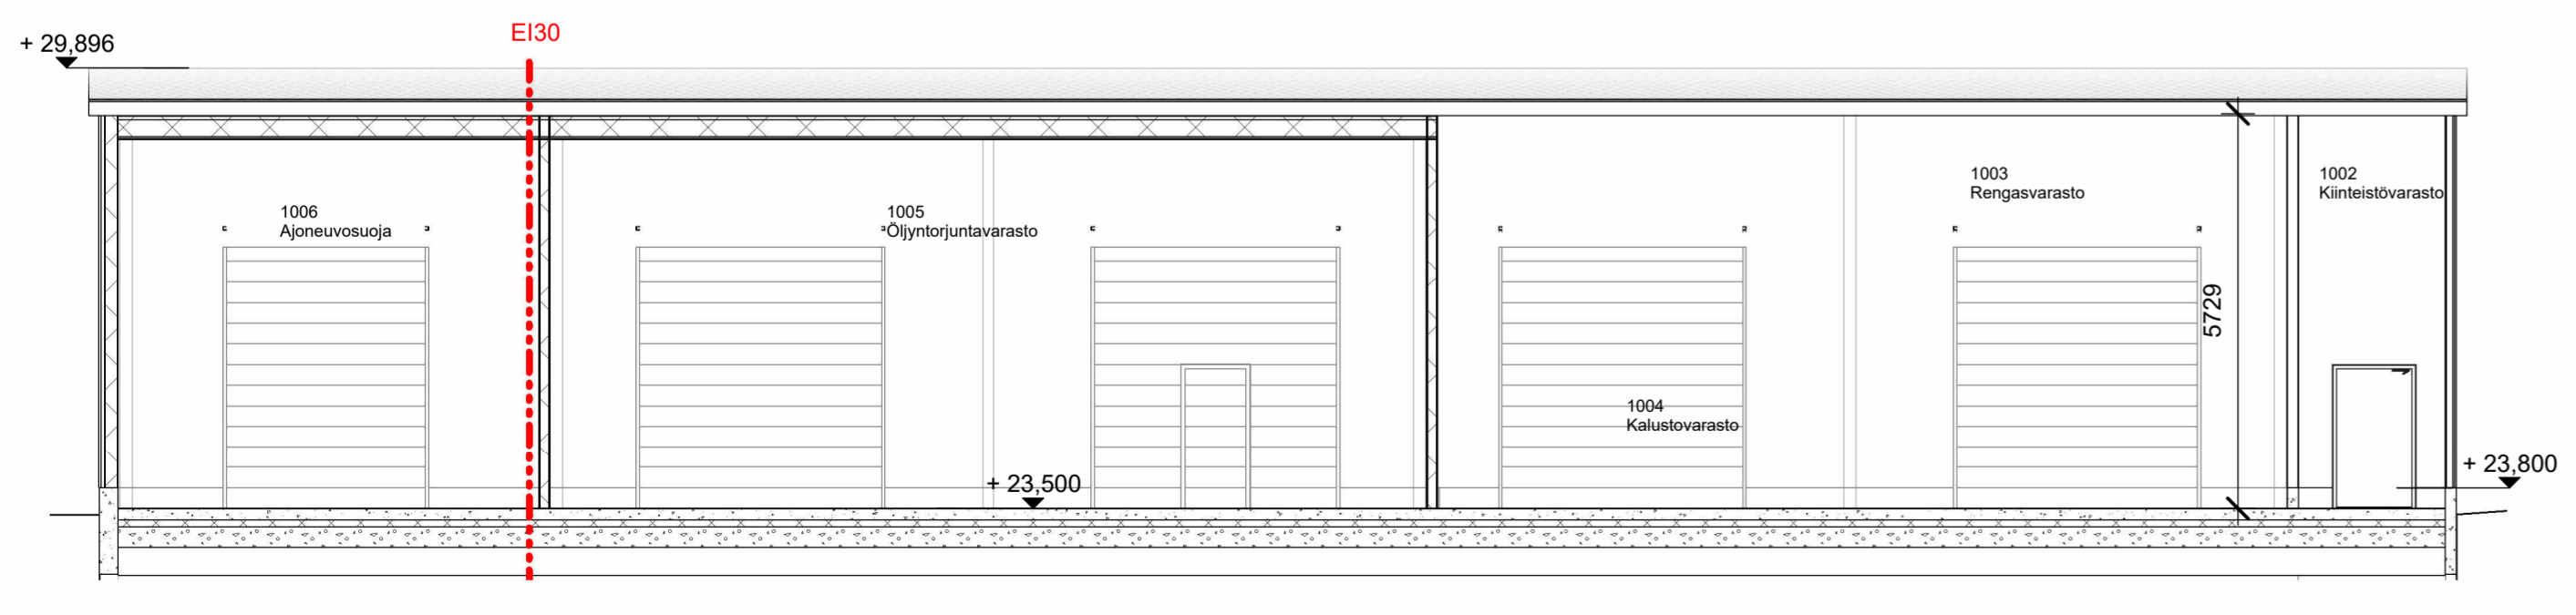 EI30
+ 29,896
1003
Rengasvarasto
1002
Kiinteistövarasto
1006
Ajoneuvosuoja
1005
Öljyntorjuntavarasto
5729
1004
Kalustovarasto
+ 23,800
+ 23,500